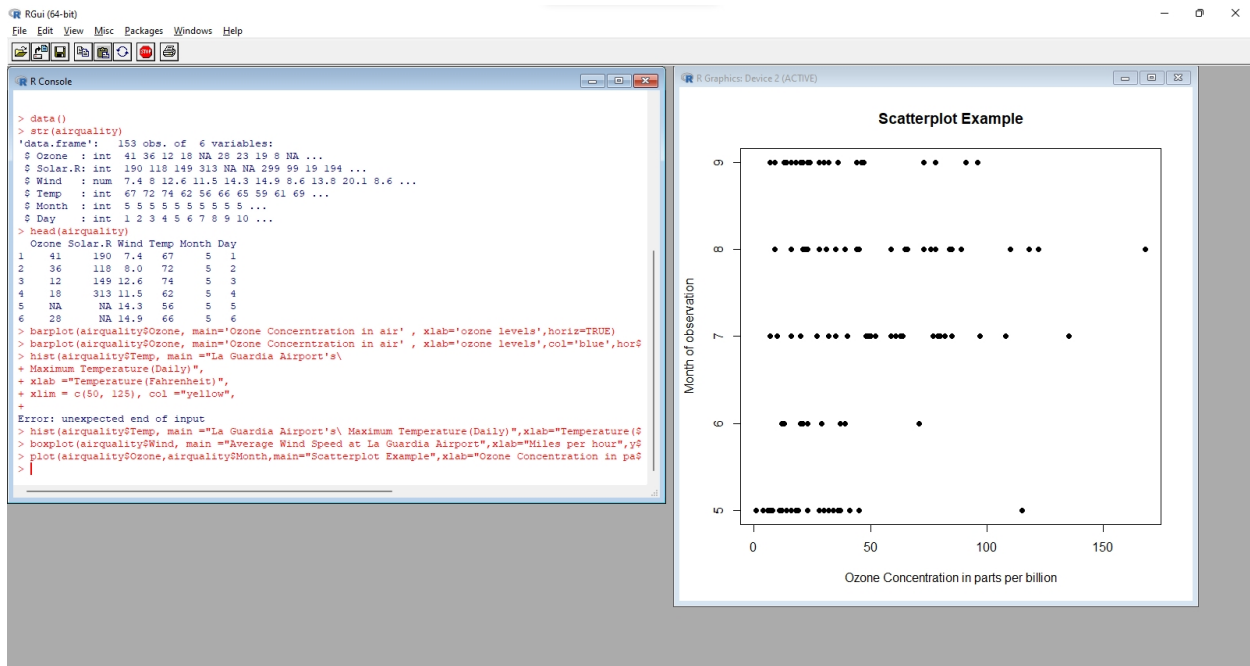 RGui (64-bit)
File Edit View Misc Packages Windows Help
STOP
R Console
> data()
> str(airquality)
'data.frame':   153 obs. of  6 variables:
 $ Ozone  : int  41 36 12 18 NA 28 23 19 8 NA ...
 $ Solar.R: int  190 118 149 313 NA NA 299 99 19 194 ...
 $ Wind   : num  7.4 8 12.6 11.5 14.3 14.9 8.6 13.8 20.1 8.6 ...
 $ Temp   : int  67 72 74 62 56 66 65 59 61 69 ...
 $ Month  : int  5 5 5 5 5 5 5 5 5 5 ...
 $ Day    : int  1 2 3 4 5 6 7 8 9 10 ...
> head(airquality)
  Ozone Solar.R Wind Temp Month Day
1    41     190  7.4   67     5   1
2    36     118  8.0   72     5   2
3    12     149 12.6   74     5   3
4    18     313 11.5   62     5   4
5    NA      NA 14.3   56     5   5
6    28      NA 14.9   66     5   6
> barplot(airquality$Ozone, main='Ozone Concerntration in air' , xlab='ozone levels',horiz=TRUE)
> barplot(airquality$Ozone, main='Ozone Concerntration in air' , xlab='ozone levels',col='blue',hor$
> hist(airquality$Temp, main ="La Guardia Airport's\
+ Maximum Temperature(Daily)",
+ xlab ="Temperature(Fahrenheit)",
+ xlim = c(50, 125), col ="yellow",
+
Error: unexpected end of input
> hist(airquality$Temp, main ="La Guardia Airport's\ Maximum Temperature(Daily)",xlab="Temperature($
> boxplot(airquality$Wind, main ="Average Wind Speed at La Guardia Airport",xlab="Miles per hour",y$
> plot(airquality$Ozone,airquality$Month,main="Scatterplot Example",xlab="Ozone Concentration in pa$
>
R Graphics: Device 2 (ACTIVE)
Scatterplot Example
Month of observation
9
8
7
6
5
0 50 100 150
Ozone Concentration in parts per billion